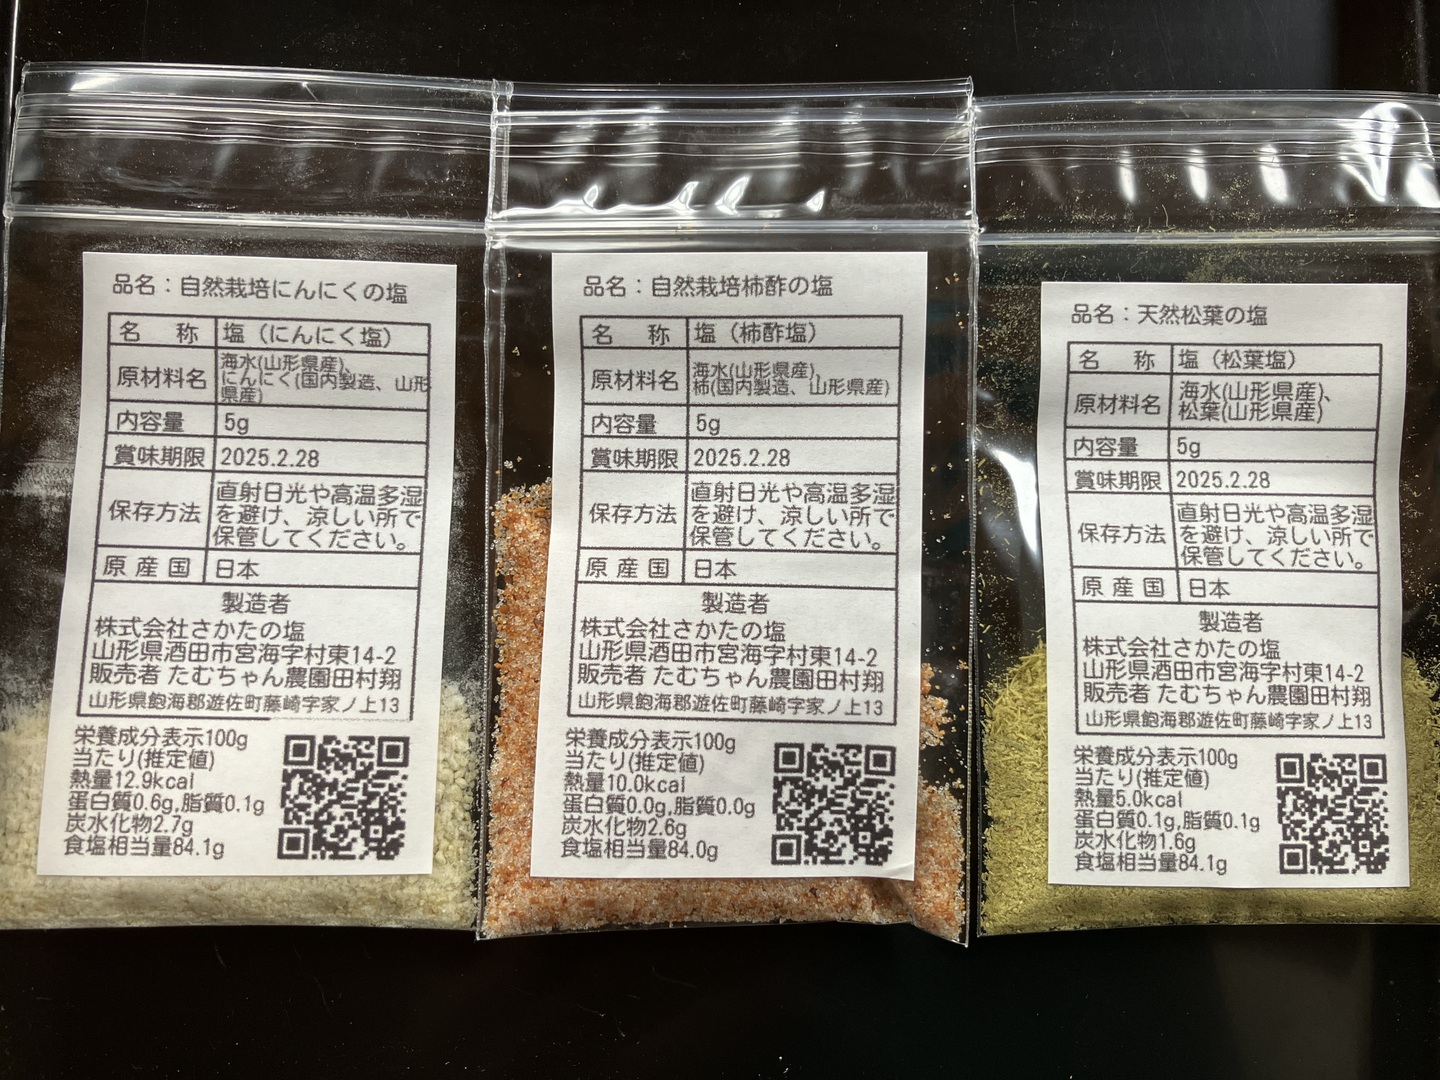 品名：自然栽培にんにくの塩
名 称 塩（にんにく塩）
原材料名 海水(山形県産)、
にんにく(国内製造、山形
県産)
内容量 5g
賞味期限 2025.2.28
保存方法 直射日光や高温多湿
を避け、涼しい所で
保管してください。
原産国 日本
製造者
株式会社さかたの塩
山形県酒田市宮海字村東14-2
販売者 たむちゃん農園田村翔
山形県飽海郡遊佐町藤崎字家ノ上13
栄養成分表示100g
当たり(推定値)
熱量12.9kcal
蛋白質0.6g,脂質0.1g
炭水化物2.7g
食塩相当量84.1g
品名：自然栽培柿酢の塩
名 称 塩（柿酢塩）
原材料名 海水(山形県産)、
柿(国内製造、山形県産)
内容量 5g
賞味期限 2025.2.28
保存方法 直射日光や高温多湿
を避け、涼しい所で
保管してください。
原産国 日本
製造者
株式会社さかたの塩
山形県酒田市宮海字村東14-2
販売者 たむちゃん農園田村翔
山形県飽海郡遊佐町藤崎字家ノ上13
栄養成分表示100g
当たり(推定値)
熱量10.0kcal
蛋白質0.0g,脂質0.0g
炭水化物2.6g
食塩相当量84.0g
品名：天然松葉の塩
名 称 塩（松葉塩）
原材料名 海水(山形県産)、
松葉(山形県産)
内容量 5g
賞味期限 2025.2.28
保存方法 直射日光や高温多湿
を避け、涼しい所で
保管してください。
原産国 日本
製造者
株式会社さかたの塩
山形県酒田市宮海字村東14-2
販売者 たむちゃん農園田村翔
山形県飽海郡遊佐町藤崎字家ノ上13
栄養成分表示100g
当たり(推定値)
熱量5.0kcal
蛋白質0.1g,脂質0.1g
炭水化物1.6g
食塩相当量84.1g